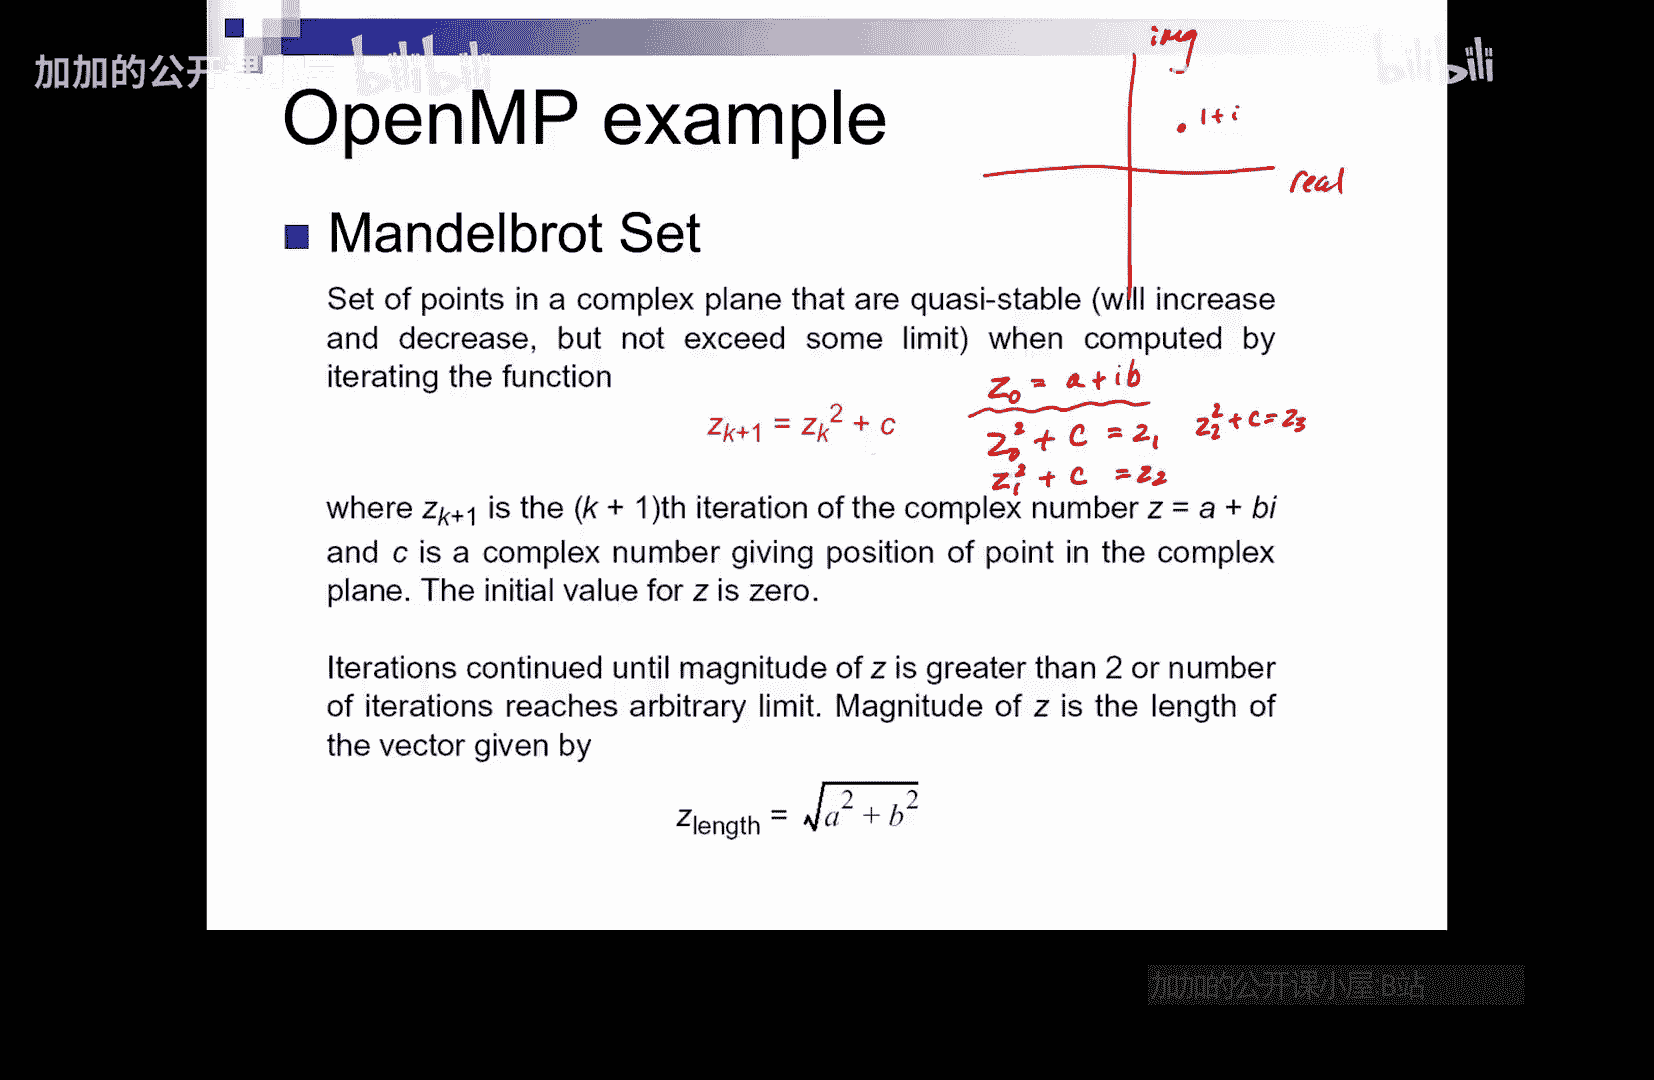 加加的公开课小屋
bilibili
bilibili
img
OpenMP example
1+i
real
Mandelbrot Set
Set of points in a complex plane that are quasi-stable (will increase
and decrease, but not exceed some limit) when computed by
iterating the function
z₀ = a+ib
zₖ₊₁ = zₖ² + c
z₀² + c = z₁
z₂² + c = z₃
z₁² + c = z₂
where zₖ₊₁ is the (k + 1)th iteration of the complex number z = a + bi
and c is a complex number giving position of point in the complex
plane. The initial value for z is zero.
Iterations continued until magnitude of z is greater than 2 or number
of iterations reaches arbitrary limit. Magnitude of z is the length of
the vector given by
z_length = √(a² + b²)
加加的公开课小屋 B站